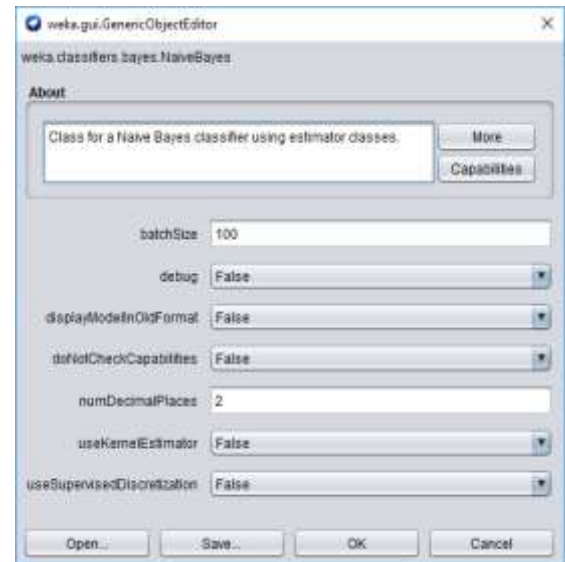 weka.gui.GenericObjectEditor
weka.classifiers.bayes.NaiveBayes
About
Class for a Naive Bayes classifier using estimator classes.
More
Capabilities
batchSize 100
debug False
displayModelInOldFormat False
doNotCheckCapabilities False
numDecimalPlaces 2
useKernelEstimator False
useSupervisedDiscretization False
Open... Save... OK Cancel